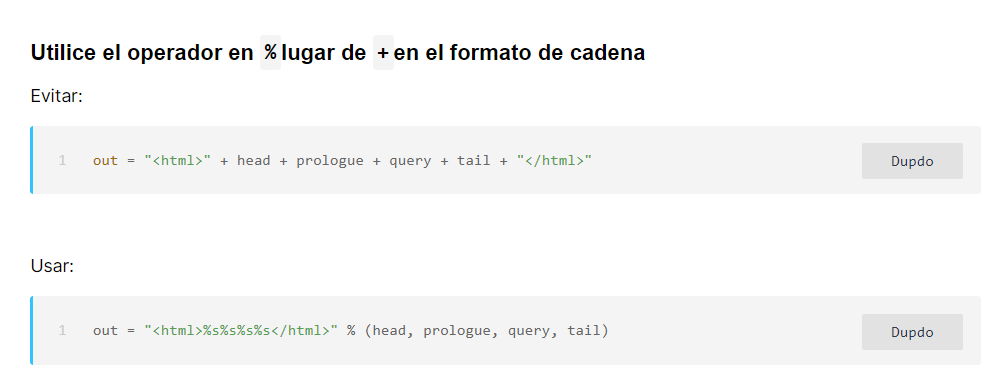 Utilice el operador en % lugar de + en el formato de cadena
Evitar:
1 out = "<html>" + head + prologue + query + tail + "</html>"
Dupdo
Usar:
1 out = "<html>%s%s%s%s</html>" % (head, prologue, query, tail)
Dupdo